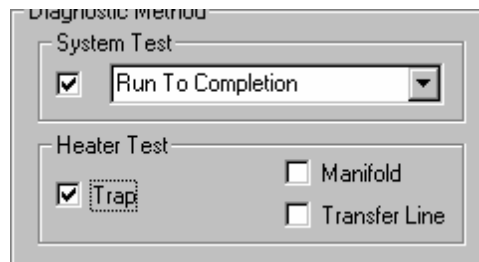 Diagnostic Method
System Test
Run To Completion
Heater Test
Trap
Manifold
Transfer Line